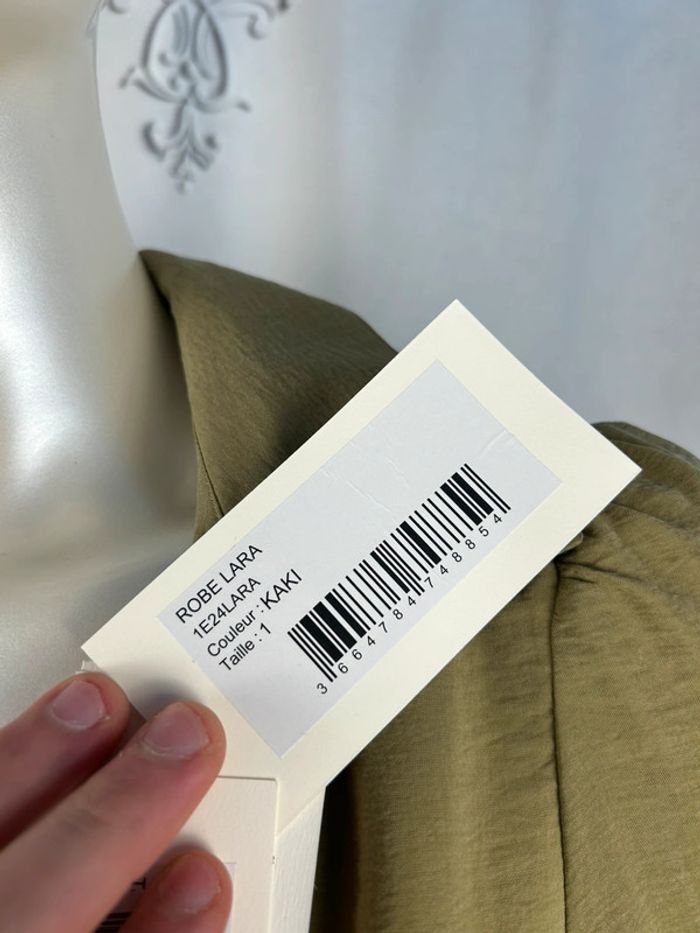 ROBE LARA
1E24LARA
Couleur : KAKI
Taille : 1
3664784748854